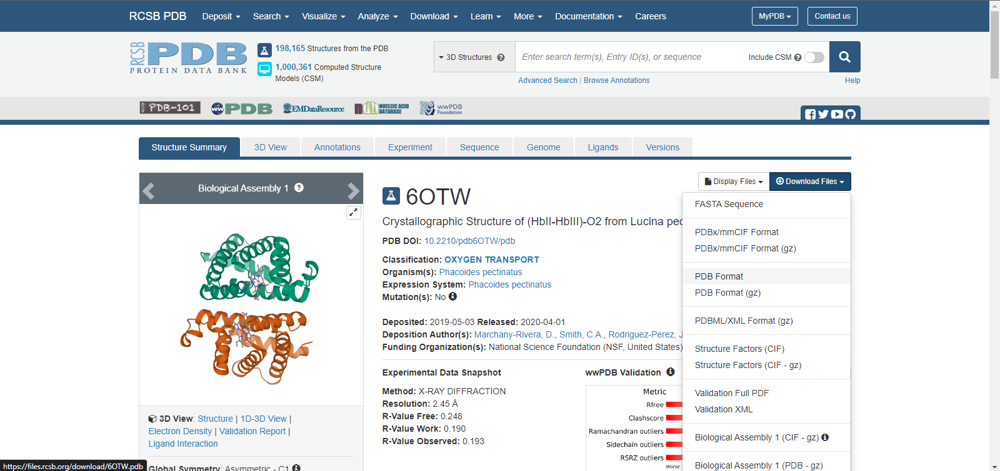 RCSB PDB Deposit Search Visualize Analyze Download Learn More Documentation Careers MyPDB Contact us
RCSB PDB
PROTEIN DATA BANK
198,165 Structures from the PDB
1,000,361 Computed Structure
Models (CSM)
3D Structures ? Enter search term(s), Entry ID(s), or sequence Include CSM ?
Advanced Search | Browse Annotations Help
RCSB PDB-101 wwPDB EMDataResource ndb NUCLEIC ACID DATABASE wwPDB Foundation
Structure Summary 3D View Annotations Experiment Sequence Genome Ligands Versions
Biological Assembly 1 ?
3D View: Structure | 1D-3D View |
Electron Density | Validation Report |
Ligand Interaction
Global Symmetry: Asymmetric - C1
6OTW
Crystallographic Structure of (HbII-HbIII)-O2 from Lucina pec
PDB DOI: 10.2210/pdb6OTW/pdb
Classification: OXYGEN TRANSPORT
Organism(s): Phacoides pectinatus
Expression System: Phacoides pectinatus
Mutation(s): No
Deposited: 2019-05-03 Released: 2020-04-01
Deposition Author(s): Marchany-Rivera, D., Smith, C.A., Rodriguez-Perez, J
Funding Organization(s): National Science Foundation (NSF, United States)
Experimental Data Snapshot
Method: X-RAY DIFFRACTION
Resolution: 2.45 Å
R-Value Free: 0.248
R-Value Work: 0.190
R-Value Observed: 0.193
wwPDB Validation
Metric
Rfree
Clashscore
Ramachandran outliers
Sidechain outliers
RSRZ outliers
Worse
Display Files Download Files
FASTA Sequence
PDBx/mmCIF Format
PDBx/mmCIF Format (gz)
PDB Format
PDB Format (gz)
PDBML/XML Format (gz)
Structure Factors (CIF)
Structure Factors (CIF - gz)
Validation Full PDF
Validation XML
Biological Assembly 1 (CIF - gz)
Biological Assembly 1 (PDB - gz)
https://files.rcsb.org/download/6OTW.pdb